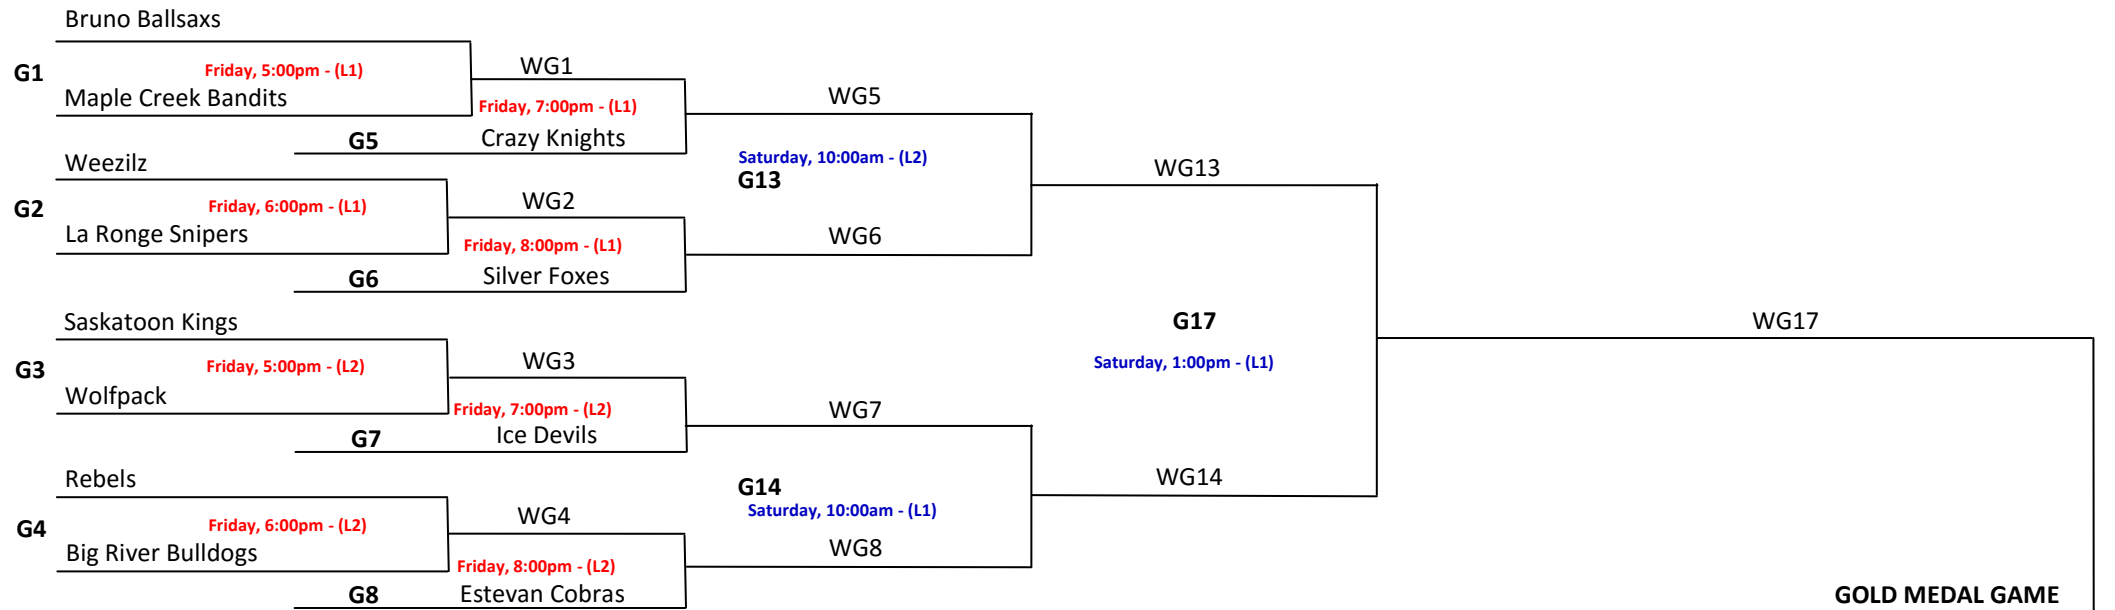 Bruno Ballsaxs
G1
Friday, 5:00pm - (L1)
WG1
Maple Creek Bandits
Friday, 7:00pm - (L1)
WG5
G5
Crazy Knights
Weezilz
Saturday, 10:00am - (L2)
G13
WG13
G2
Friday, 6:00pm - (L1)
WG2
La Ronge Snipers
Friday, 8:00pm - (L1)
WG6
G6
Silver Foxes
Saskatoon Kings
G17
WG17
G3
Friday, 5:00pm - (L2)
WG3
Saturday, 1:00pm - (L1)
Wolfpack
Friday, 7:00pm - (L2)
WG7
G7
Ice Devils
Rebels
G14
WG14
Saturday, 10:00am - (L1)
G4
Friday, 6:00pm - (L2)
WG4
Big River Bulldogs
Friday, 8:00pm - (L2)
WG8
G8
Estevan Cobras
GOLD MEDAL GAME